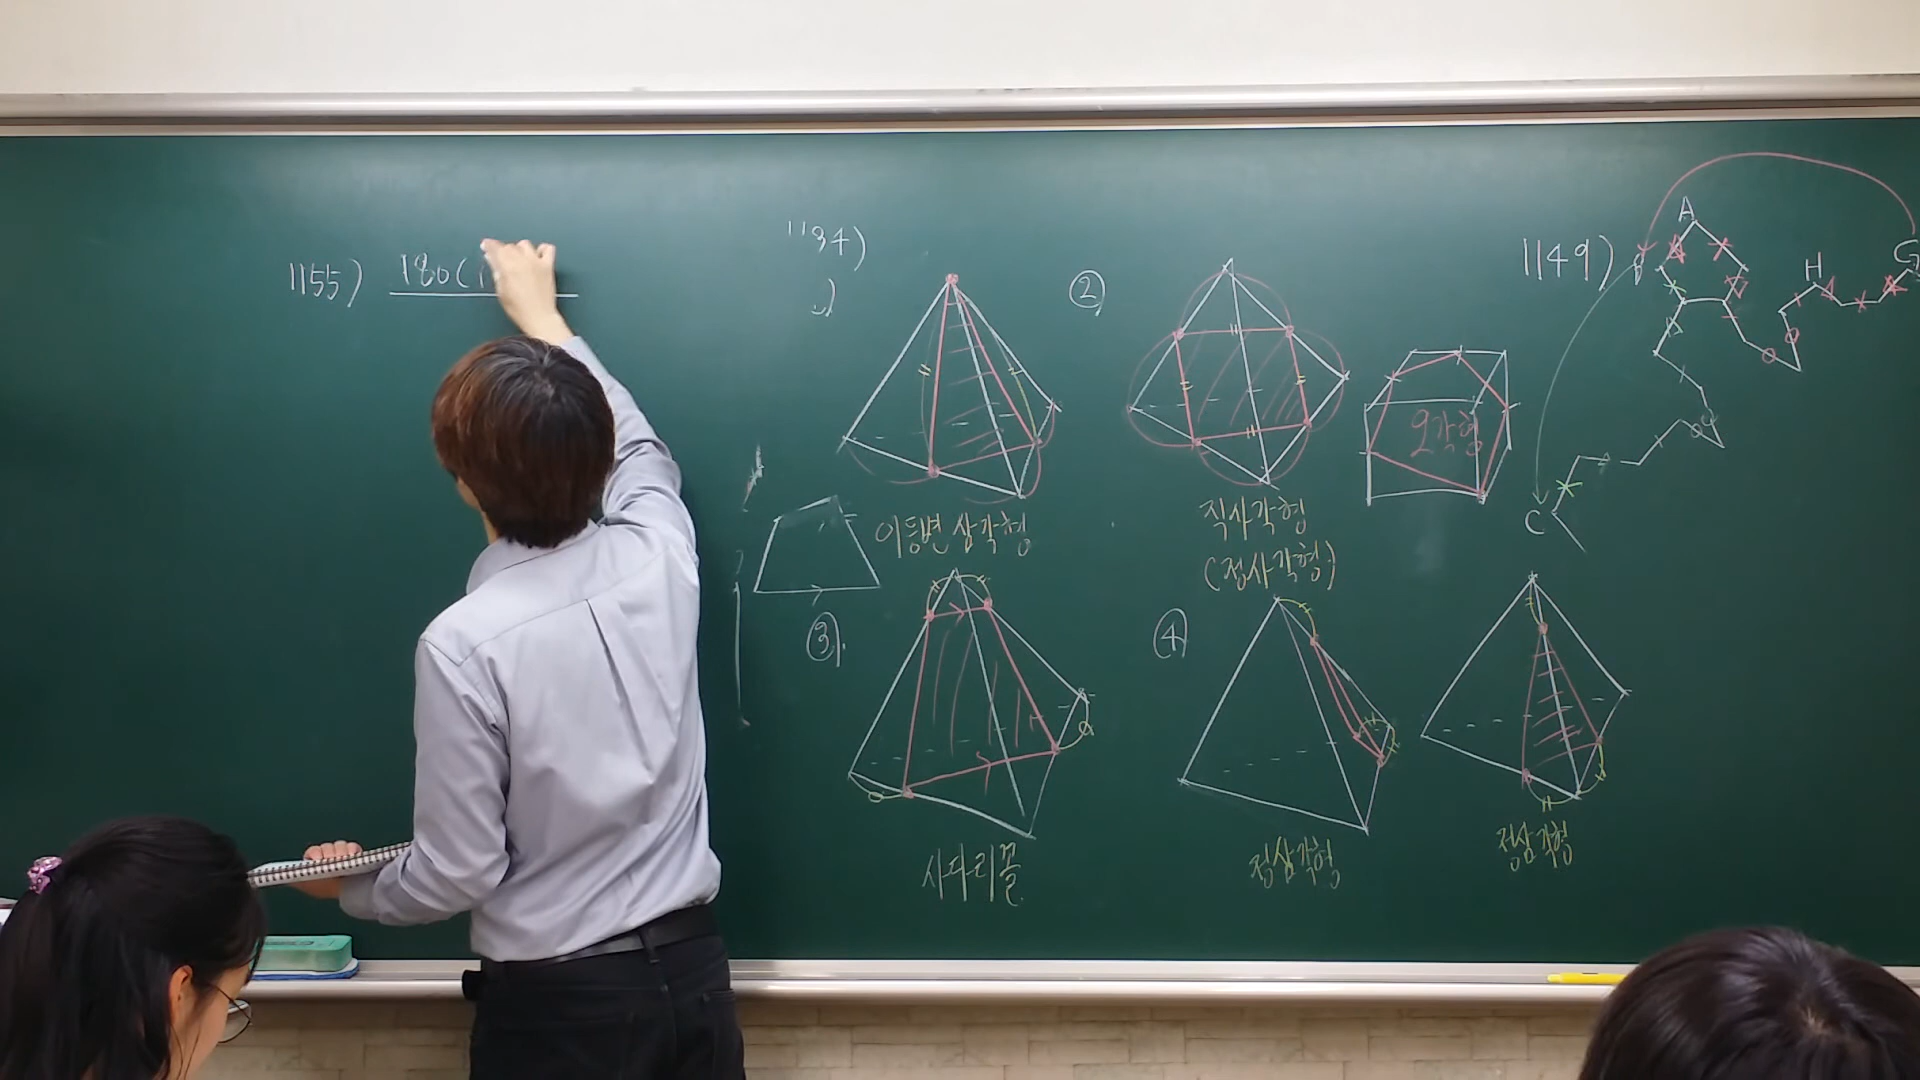 1155) 180(
1134)
②
이등변 삼각형
직사각형
(정사각형)
오각형
③
사다리꼴
④
정삼각형
정삼각형
1149)
A
H
G
C